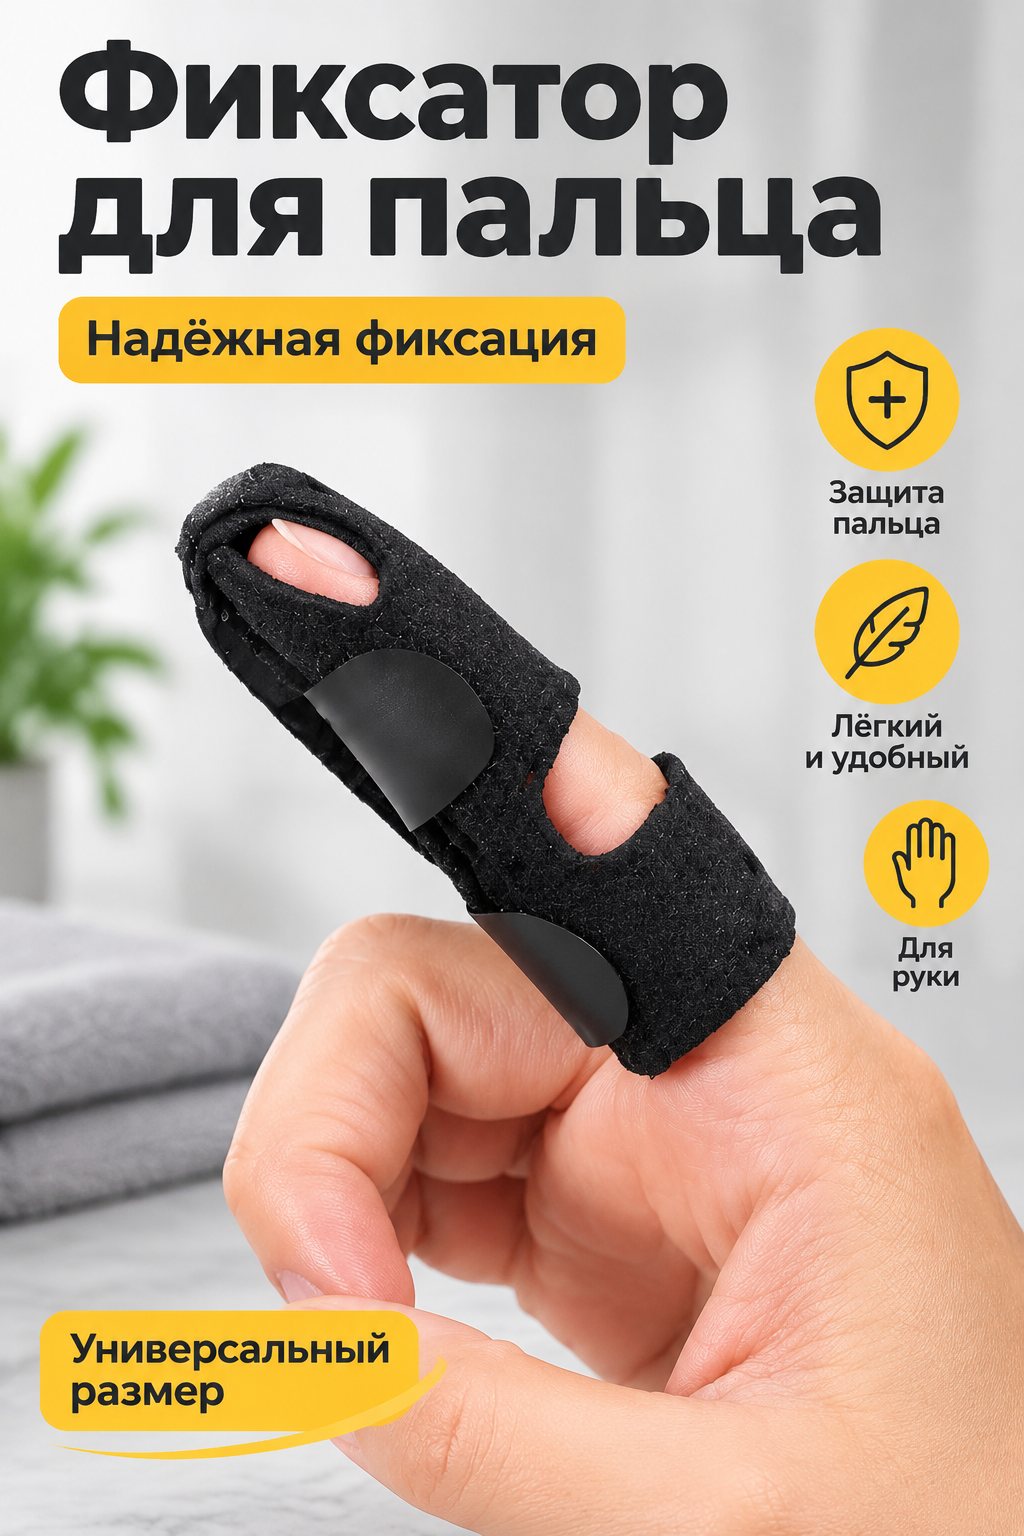 Фиксатор
для пальца
Надёжная фиксация
Защита
пальца
Лёгкий
и удобный
Для
руки
Универсальный
размер